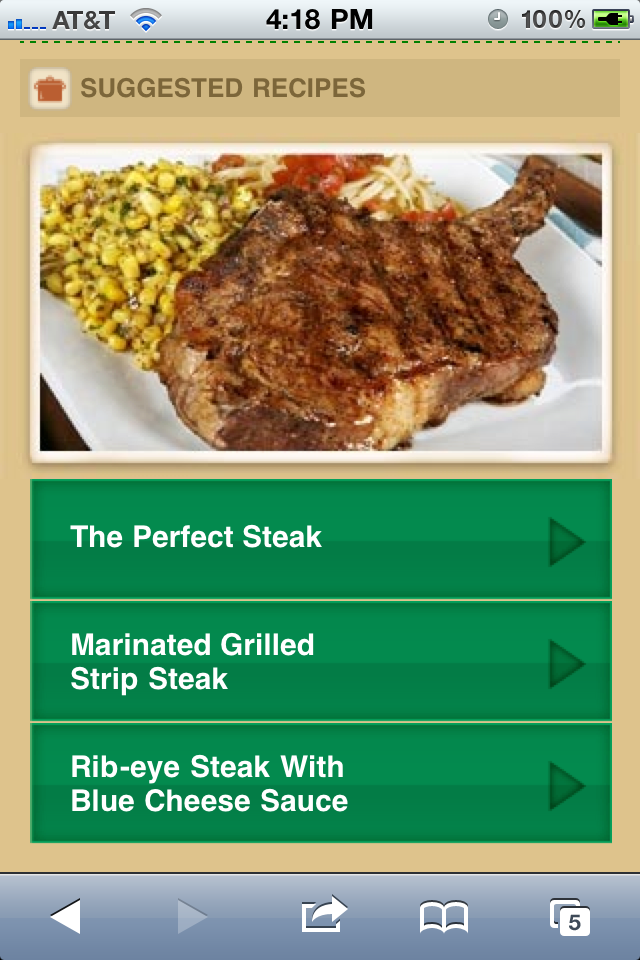 AT&T 4:18 PM 100%
SUGGESTED RECIPES
The Perfect Steak
Marinated Grilled
Strip Steak
Rib-eye Steak With
Blue Cheese Sauce
5